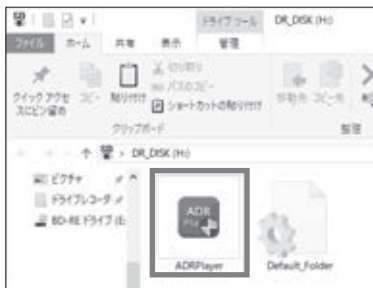 ドライブ ツール DR_DISK (H:)
ファイル ホーム 共有 表示 管理
クイック アクセスにピン留め
コピー 貼り付け
切り取り
パスのコピー
ショートカットの貼り付け
移動先 コピー先
クリップボード 整理
DR_DISK (H:)
ピクチャ
ドライブレコーダ
BD-RE ドライブ (E:
ADR
ADRPlayer
Default_Folder